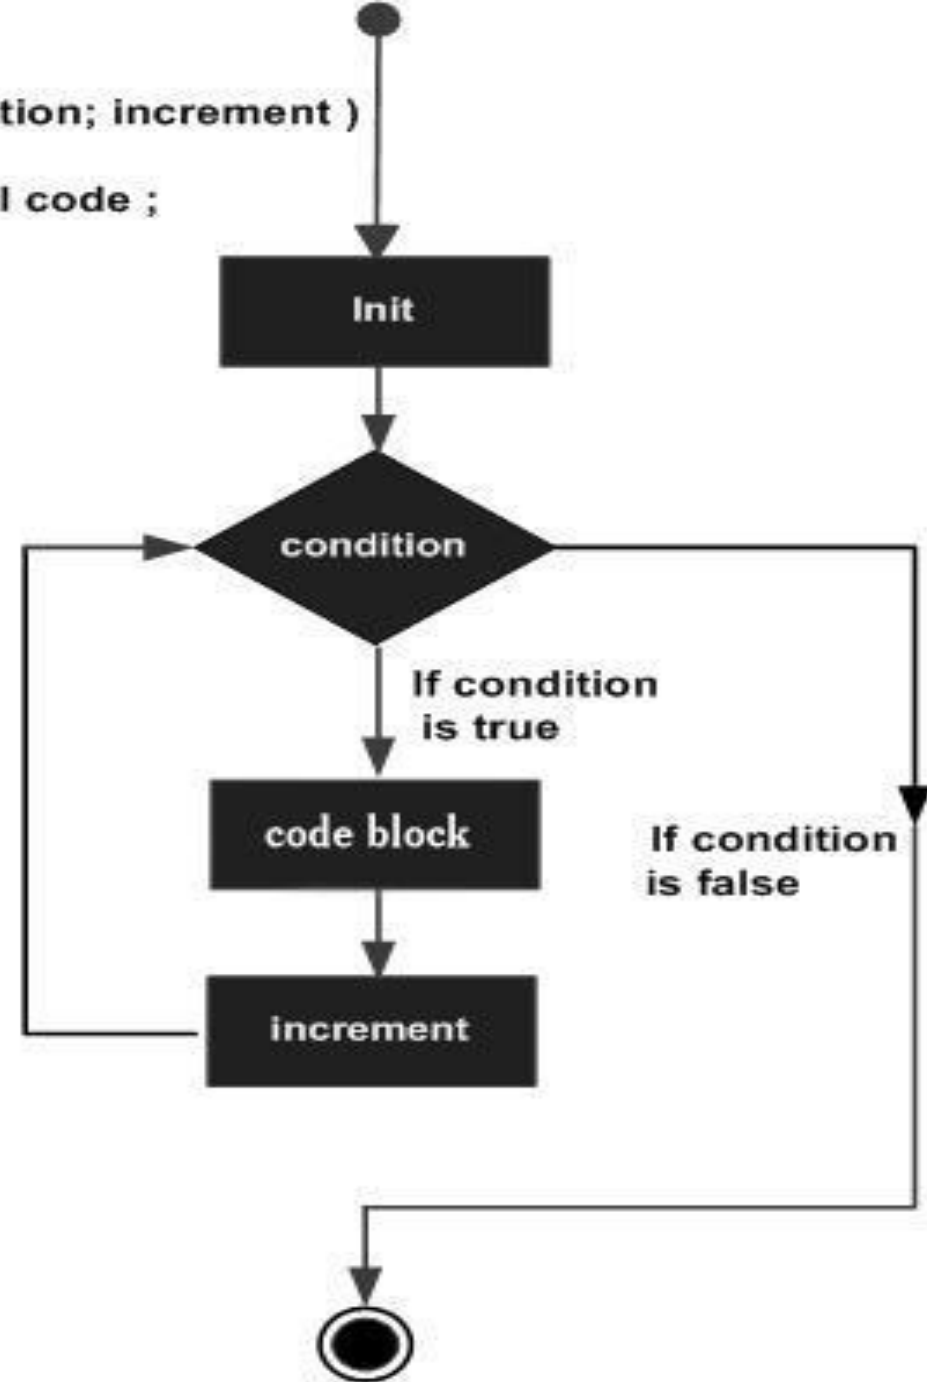 tion; increment )
l code ;
Init
condition
If condition
is true
code block
If condition
is false
increment